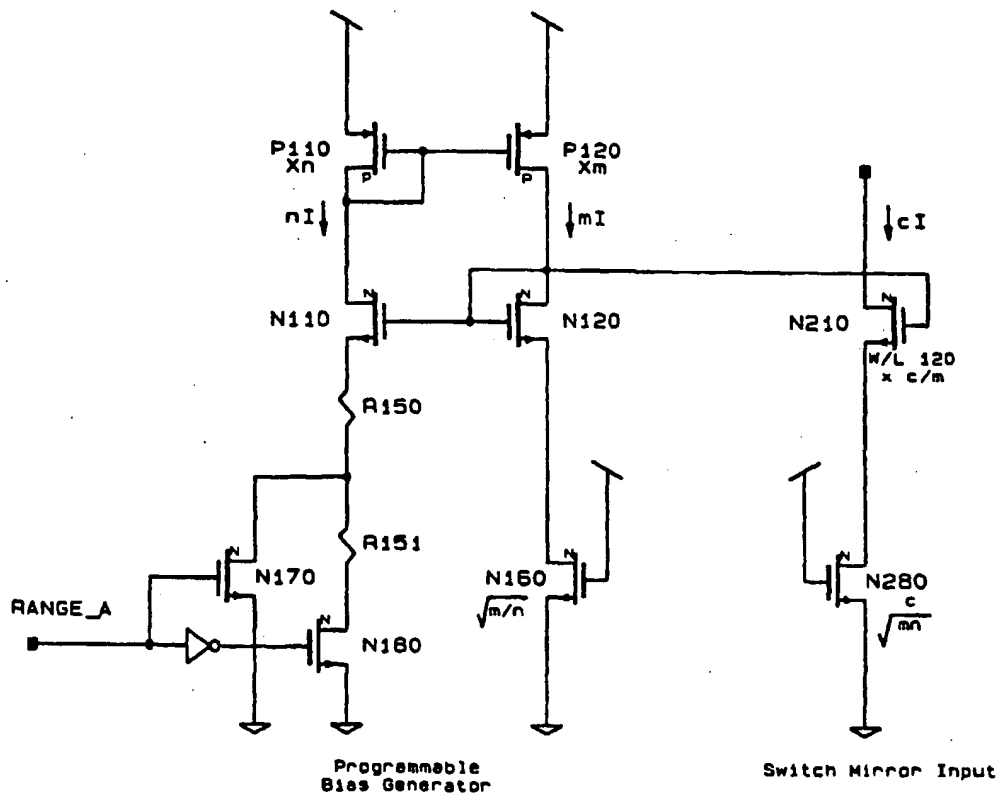 P110
Xn
P
P120
Xm
P
nI
mI
cI
N
N110
N
N120
N
N210
W/L 120
x c/m
R150
R151
N
N170
N
N160
√m/n
N
N280
√c/mn
RANGE_A
N
N180
Programmable
Bias Generator
Switch Mirror Input